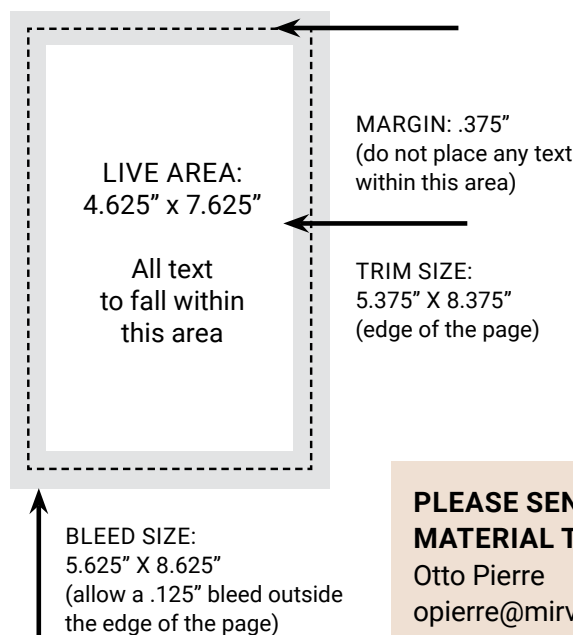 MARGIN: .375”
(do not place any text
within this area)
LIVE AREA:
4.625” x 7.625”
All text
to fall within
this area
TRIM SIZE:
5.375” X 8.375”
(edge of the page)
BLEED SIZE:
5.625” X 8.625”
(allow a .125” bleed outside
the edge of the page)
PLEASE SEN
MATERIAL T
Otto Pierre
opierre@mirv